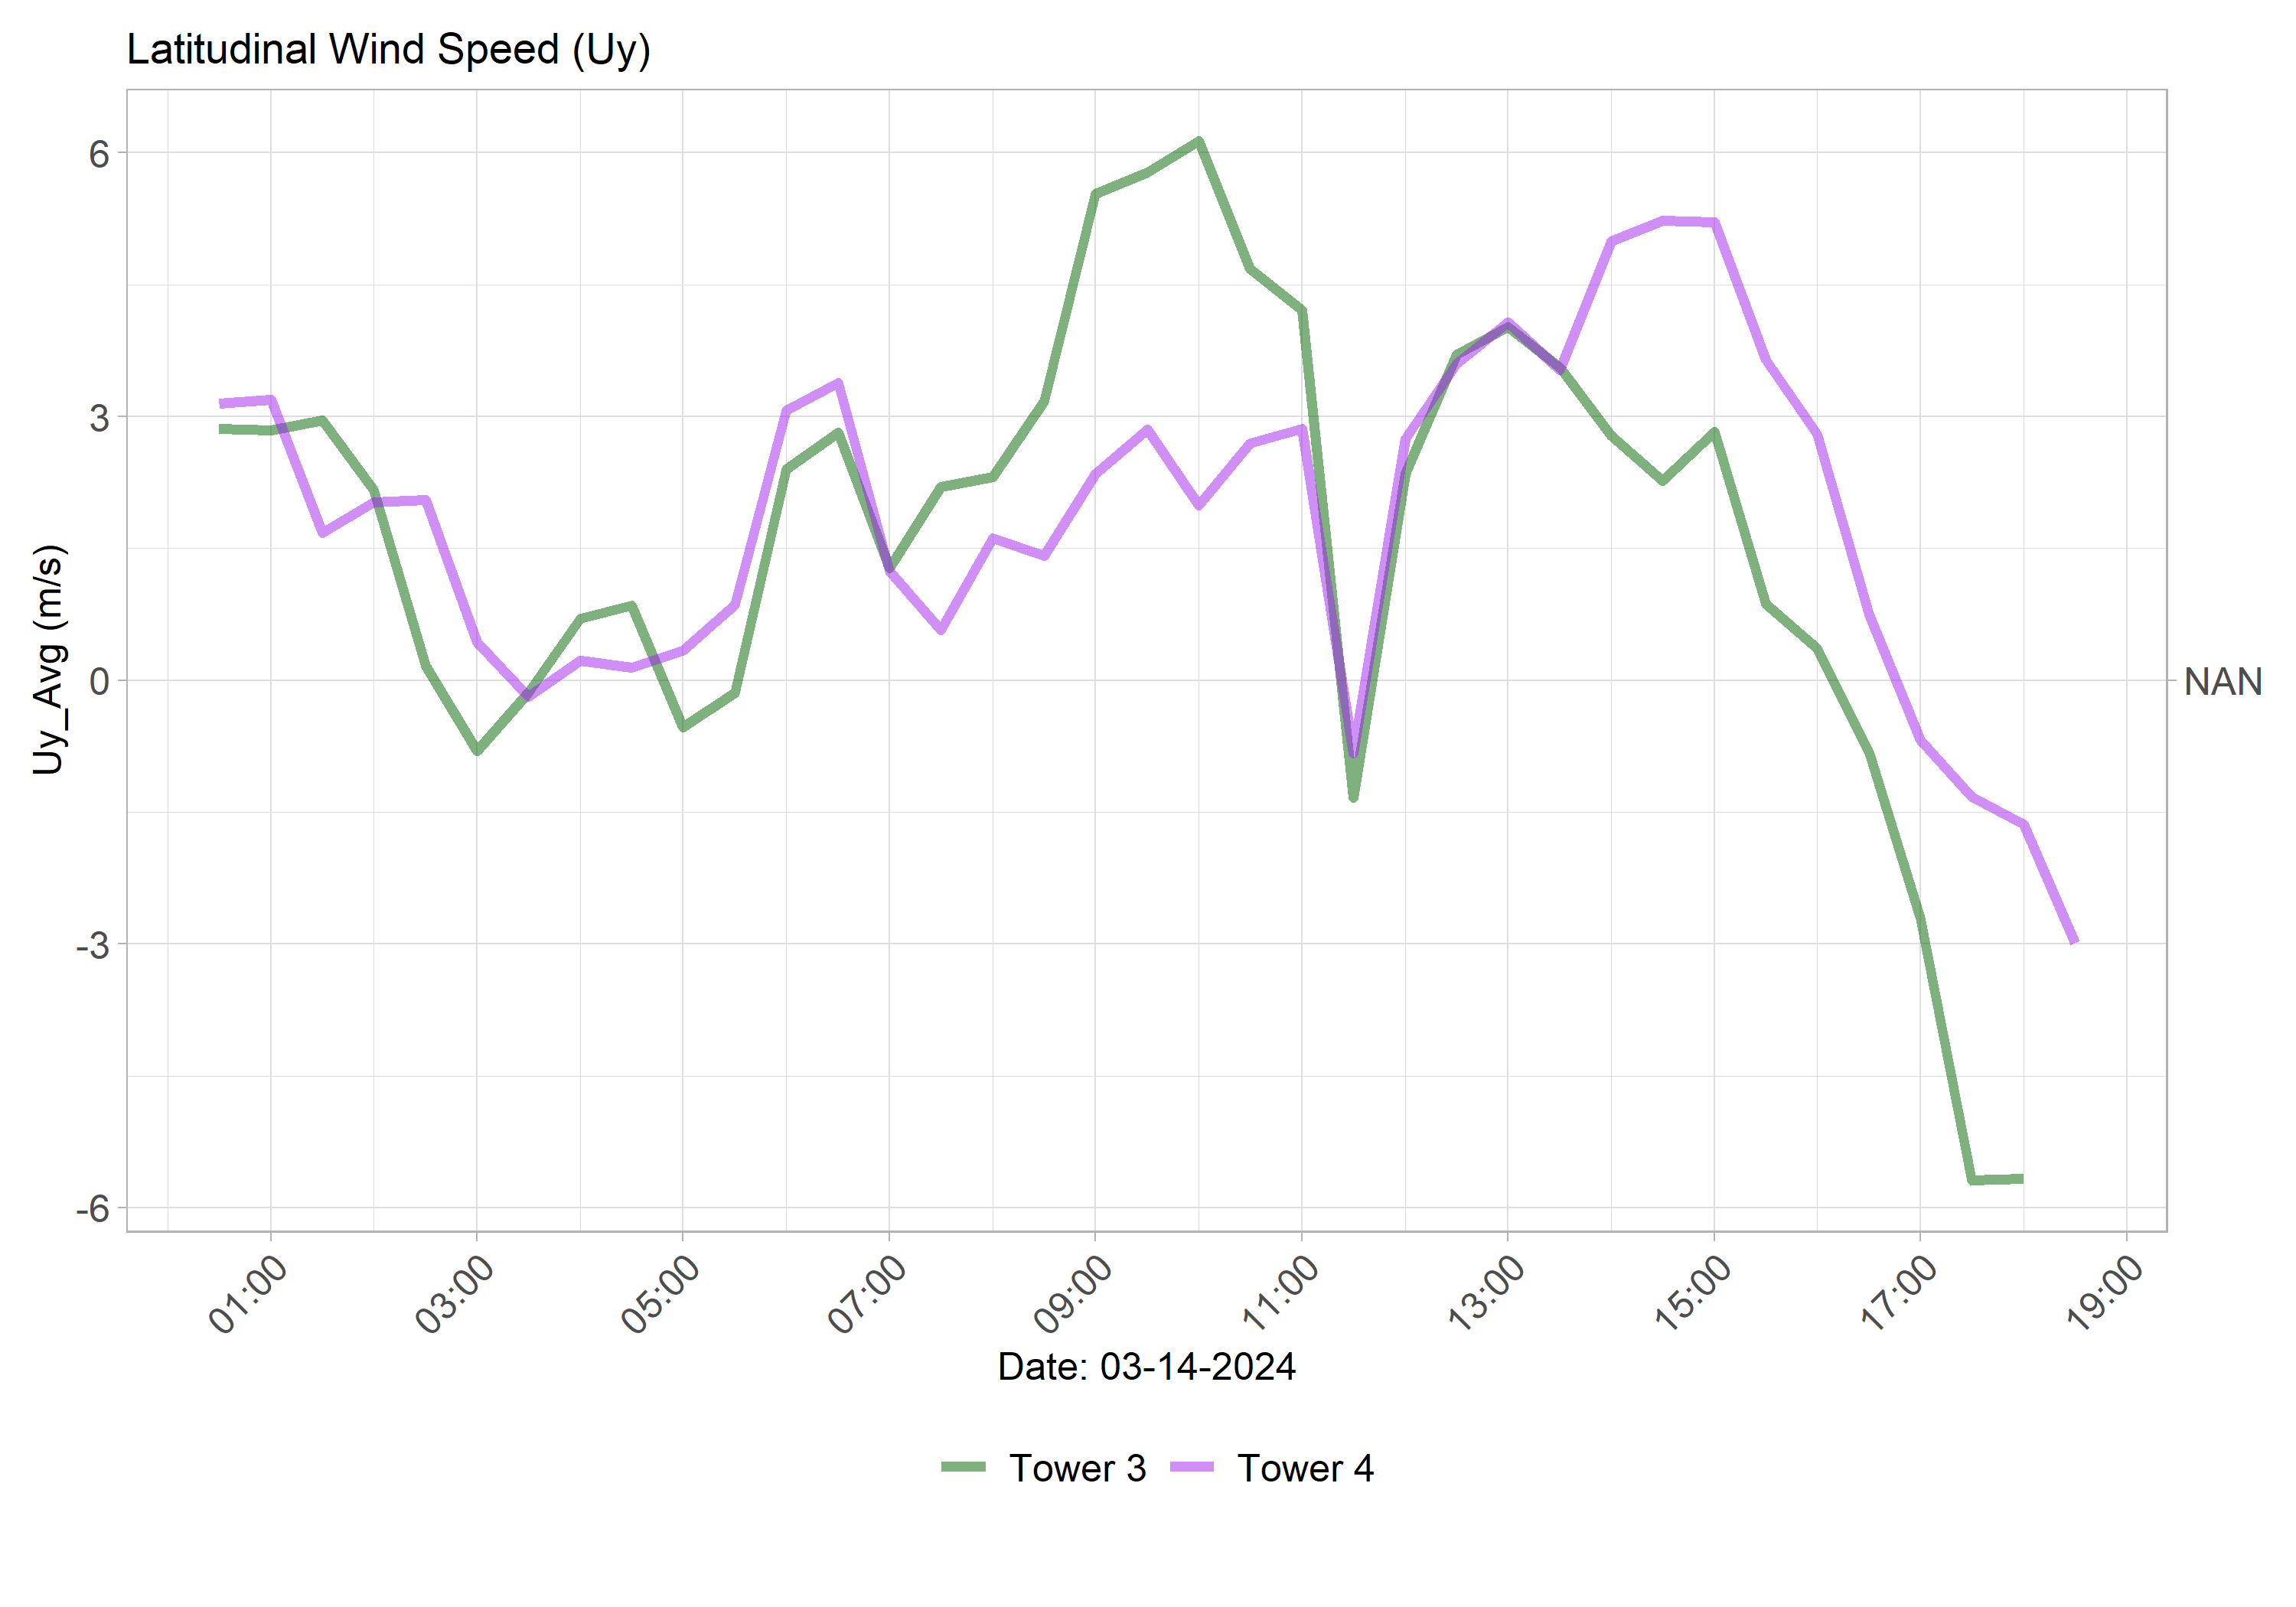 Latitudinal Wind Speed (Uy)
Uy_Avg (m/s)
6
3
0
-3
-6
NAN
01:00
03:00
05:00
07:00
09:00
11:00
13:00
15:00
17:00
19:00
Date: 03-14-2024
Tower 3
Tower 4